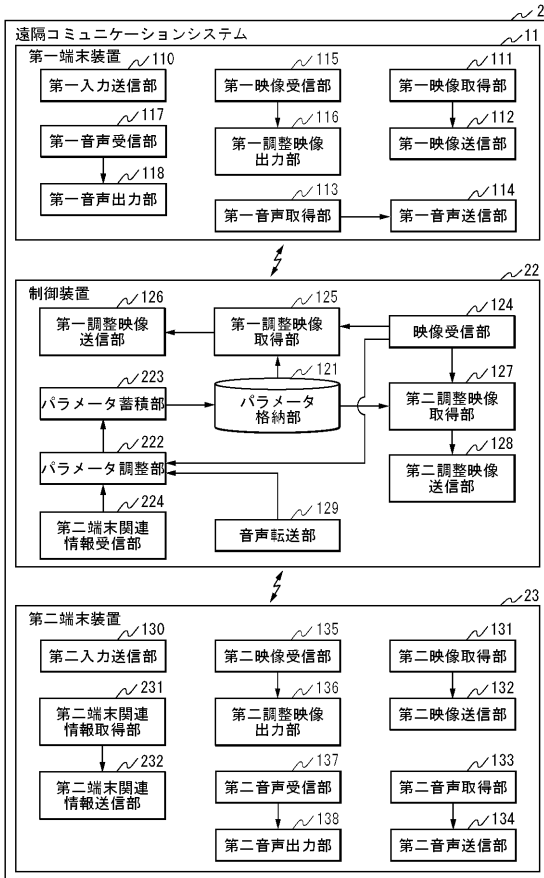 2
遠隔コミュニケーションシステム
11
第一端末装置
110
第一入力送信部
115
第一映像受信部
111
第一映像取得部
117
第一音声受信部
116
第一調整映像
出力部
112
第一映像送信部
118
第一音声出力部
113
第一音声取得部
114
第一音声送信部
22
制御装置
126
第一調整映像
送信部
125
第一調整映像
取得部
124
映像受信部
223
パラメータ蓄積部
121
パラメータ
格納部
127
第二調整映像
取得部
222
パラメータ調整部
128
第二調整映像
送信部
224
第二端末関連
情報受信部
129
音声転送部
23
第二端末装置
130
第二入力送信部
135
第二映像受信部
131
第二映像取得部
231
第二端末関連
情報取得部
136
第二調整映像
出力部
132
第二映像送信部
232
第二端末関連
情報送信部
137
第二音声受信部
133
第二音声取得部
138
第二音声出力部
134
第二音声送信部